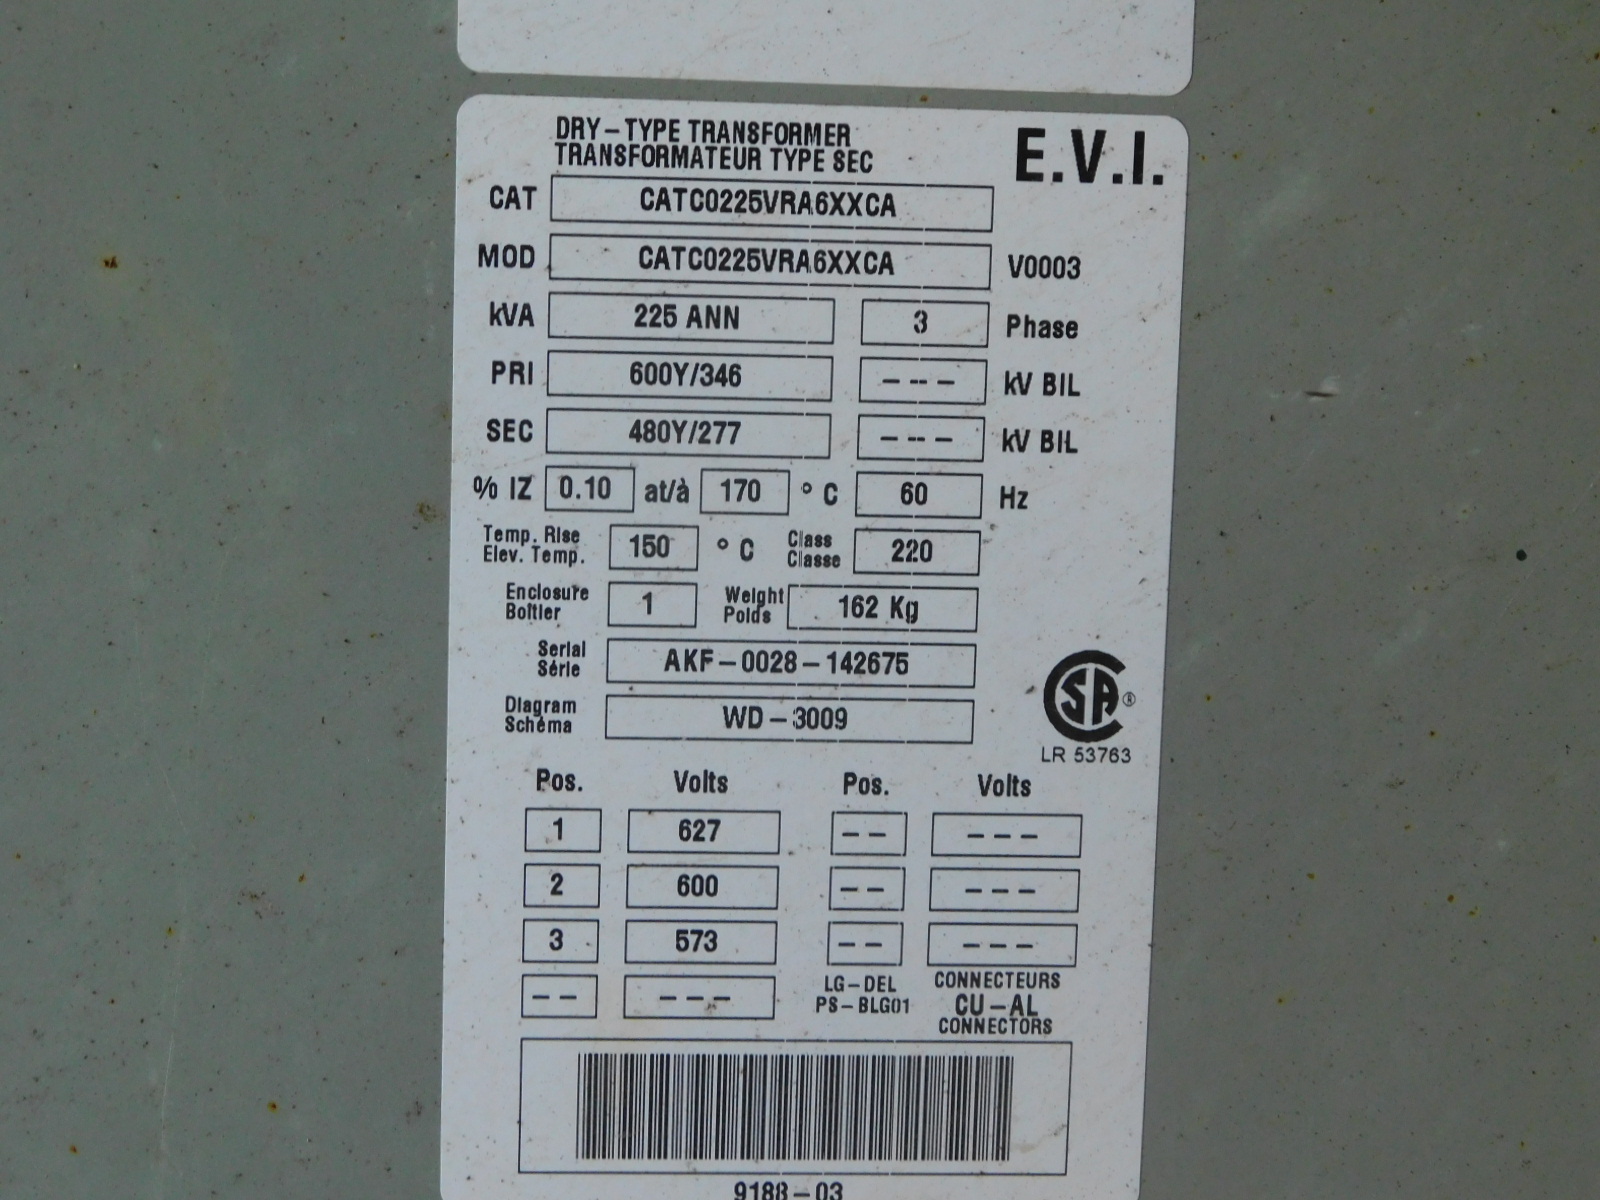 DRY-TYPE TRANSFORMER
TRANSFORMATEUR TYPE SEC
E.V.I.
CAT CATC0225VRA6XXCA
MOD CATC0225VRA6XXCA V0003
kVA 225 ANN 3 Phase
PRI 600Y/346 --- kV BIL
SEC 480Y/277 --- kV BIL
% IZ 0.10 at/à 170 °C 60 Hz
Temp. Rise
Elev. Temp. 150 °C
Class
Classe 220
Enclosure
Boîtier 1
Weight
Poids 162 Kg
Serial
Série AKF-0028-142675
Diagram
Schéma WD-3009
SA ®
LR 53763
Pos. Volts Pos. Volts
1 627 -- ---
2 600 -- ---
3 573 -- ---
-- ---
LG-DEL
PS-BLG01
CONNECTEURS
CU-AL
CONNECTORS
9188-03